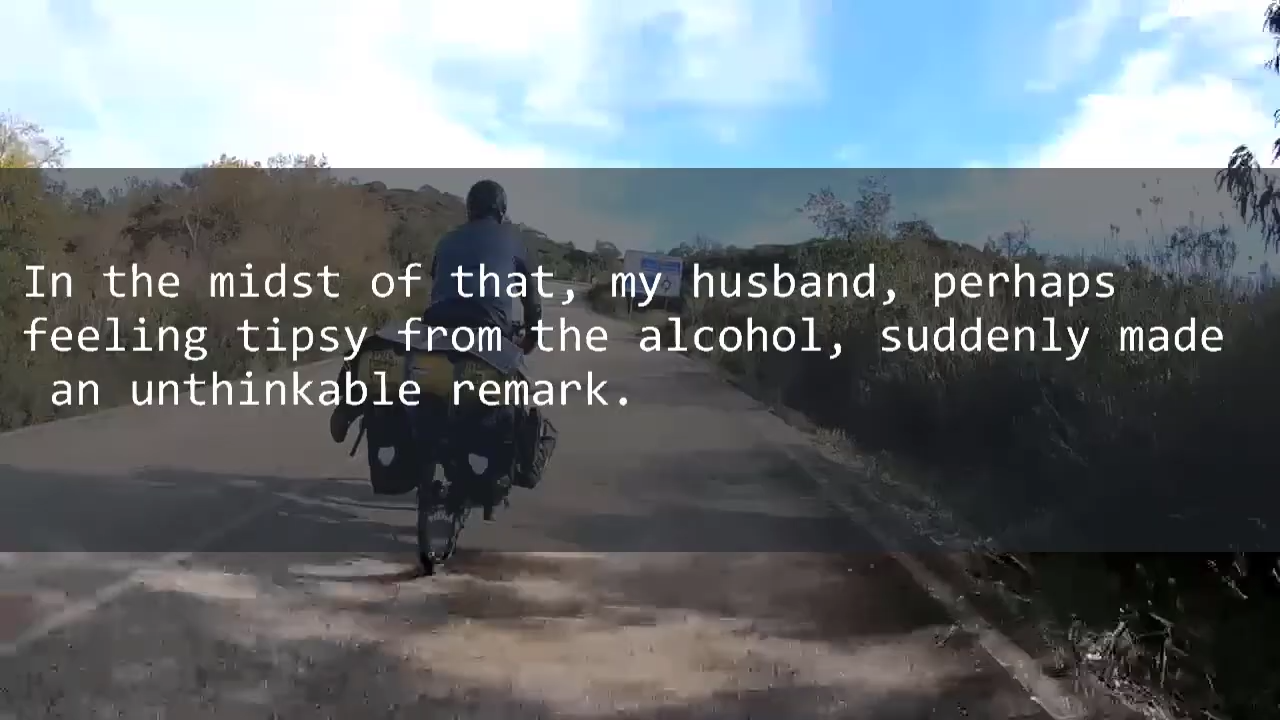 In the midst of that, my husband, perhaps
feeling tipsy from the alcohol, suddenly made
an unthinkable remark.